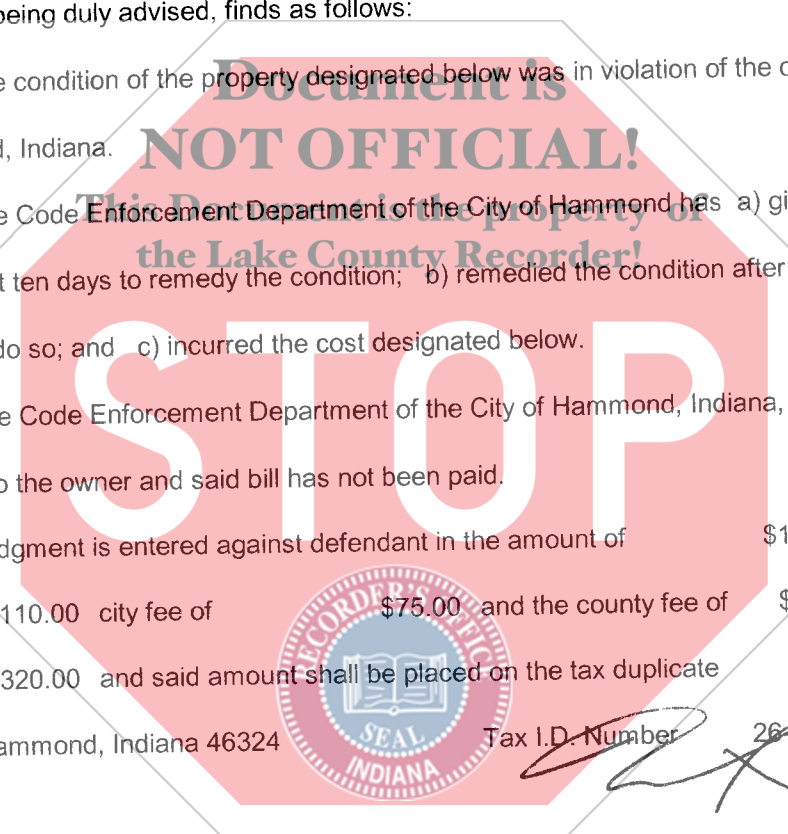 being duly advised, finds as follows:
e condition of the property designated below was in violation of the
Document is
d, Indiana.
NOT OFFICIAL!
e Code Enforcement Department of the City of Hammond has a) gi
This Document is the property of
the Lake County Recorder!
t ten days to remedy the condition; b) remedied the condition after
do so; and c) incurred the cost designated below.
STOP
e Code Enforcement Department of the City of Hammond, Indiana,
o the owner and said bill has not been paid.
dgment is entered against defendant in the amount of $1
110.00 city fee of $75.00 and the county fee of $
320.00 and said amount shall be placed on the tax duplicate
ammond, Indiana 46324 Tax I.D. Number 26
RECORDER'S OFFIC
SEAL
INDIANA